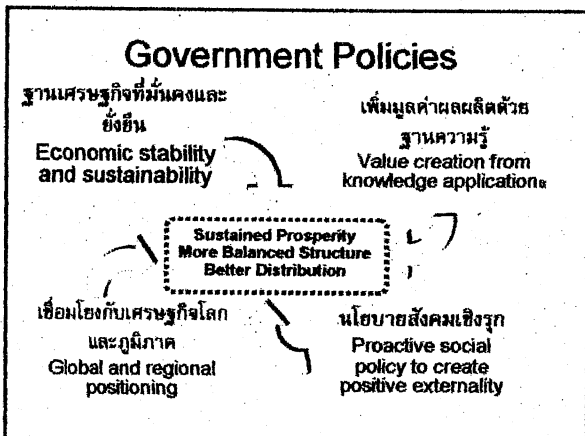 Government Policies
ฐานเศรษฐกิจที่มั่นคงและ
ยั่งยืน
Economic stability
and sustainability
เพิ่มมูลค่าผลผลิตด้วย
ฐานความรู้
Value creation from
knowledge applications
Sustained Prosperity
More Balanced Structure
Better Distribution
เชื่อมโยงกับเศรษฐกิจโลก
และภูมิภาค
Global and regional
positioning
นโยบายสังคมเชิงรุก
Proactive social
policy to create
positive externality